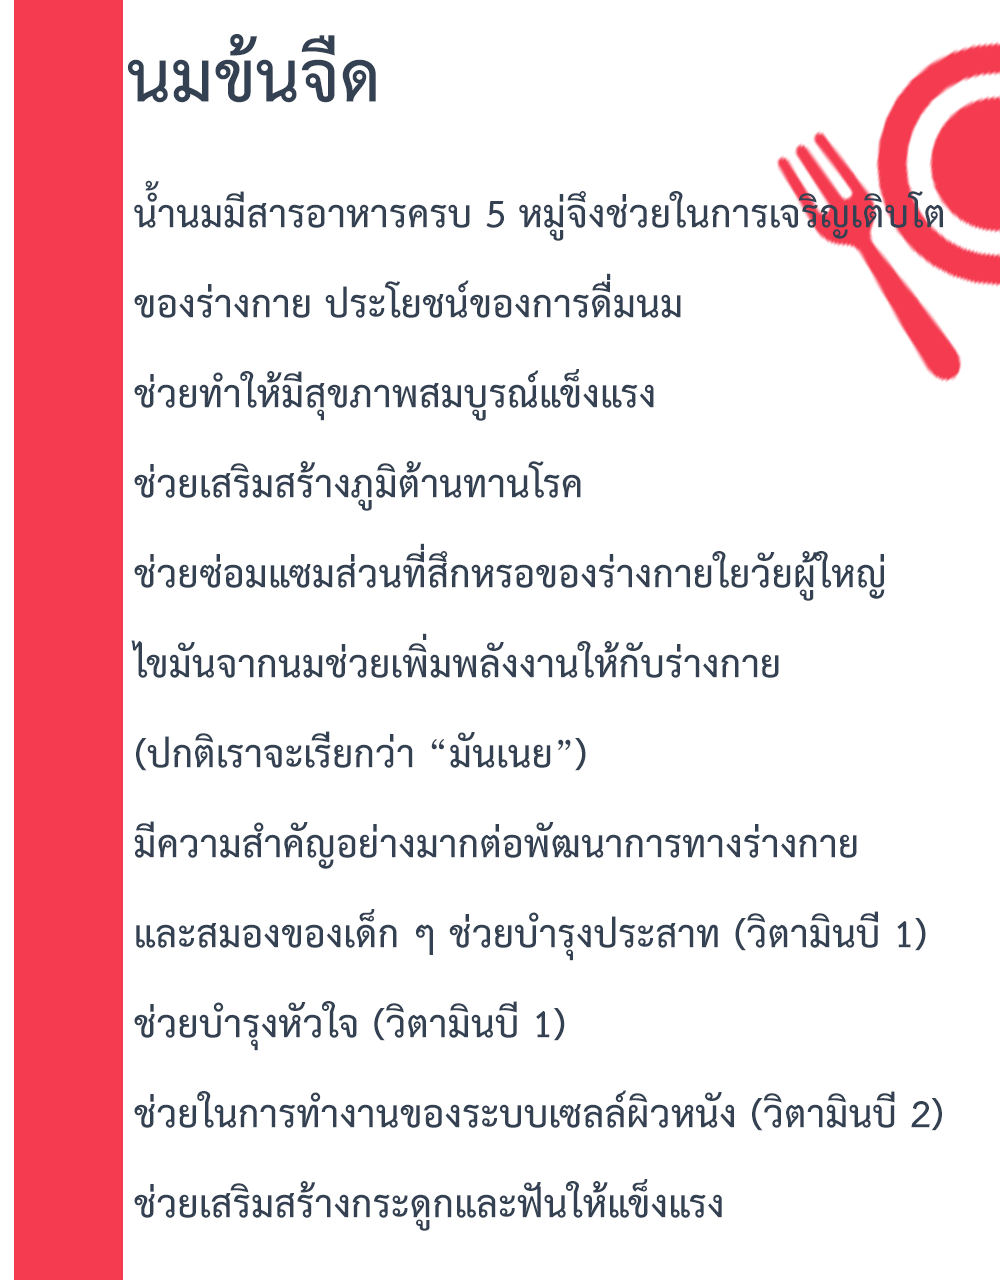 นมข้นจืด
น้ำนมมีสารอาหารครบ 5 หมู่จึงช่วยในการเจริญเติบโต
ของร่างกาย ประโยชน์ของการดื่มนม
ช่วยทำให้มีสุขภาพสมบูรณ์แข็งแรง
ช่วยเสริมสร้างภูมิต้านทานโรค
ช่วยซ่อมแซมส่วนที่สึกหรอของร่างกายใยวัยผู้ใหญ่
ไขมันจากนมช่วยเพิ่มพลังงานให้กับร่างกาย
(ปกติเราจะเรียกว่า “มันเนย”)
มีความสำคัญอย่างมากต่อพัฒนาการทางร่างกาย
และสมองของเด็ก ๆ ช่วยบำรุงประสาท (วิตามินบี 1)
ช่วยบำรุงหัวใจ (วิตามินบี 1)
ช่วยในการทำงานของระบบเซลล์ผิวหนัง (วิตามินบี 2)
ช่วยเสริมสร้างกระดูกและฟันให้แข็งแรง